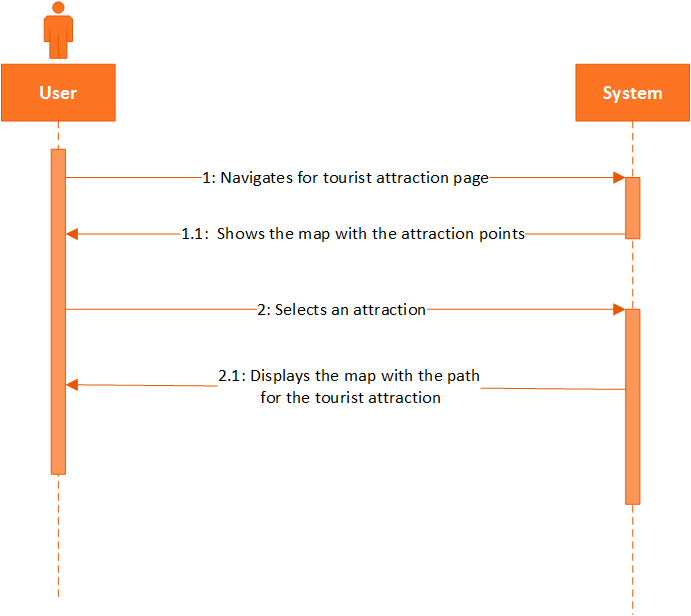 User
System
1: Navigates for tourist attraction page
1.1: Shows the map with the attraction points
2: Selects an attraction
2.1: Displays the map with the path
for the tourist attraction